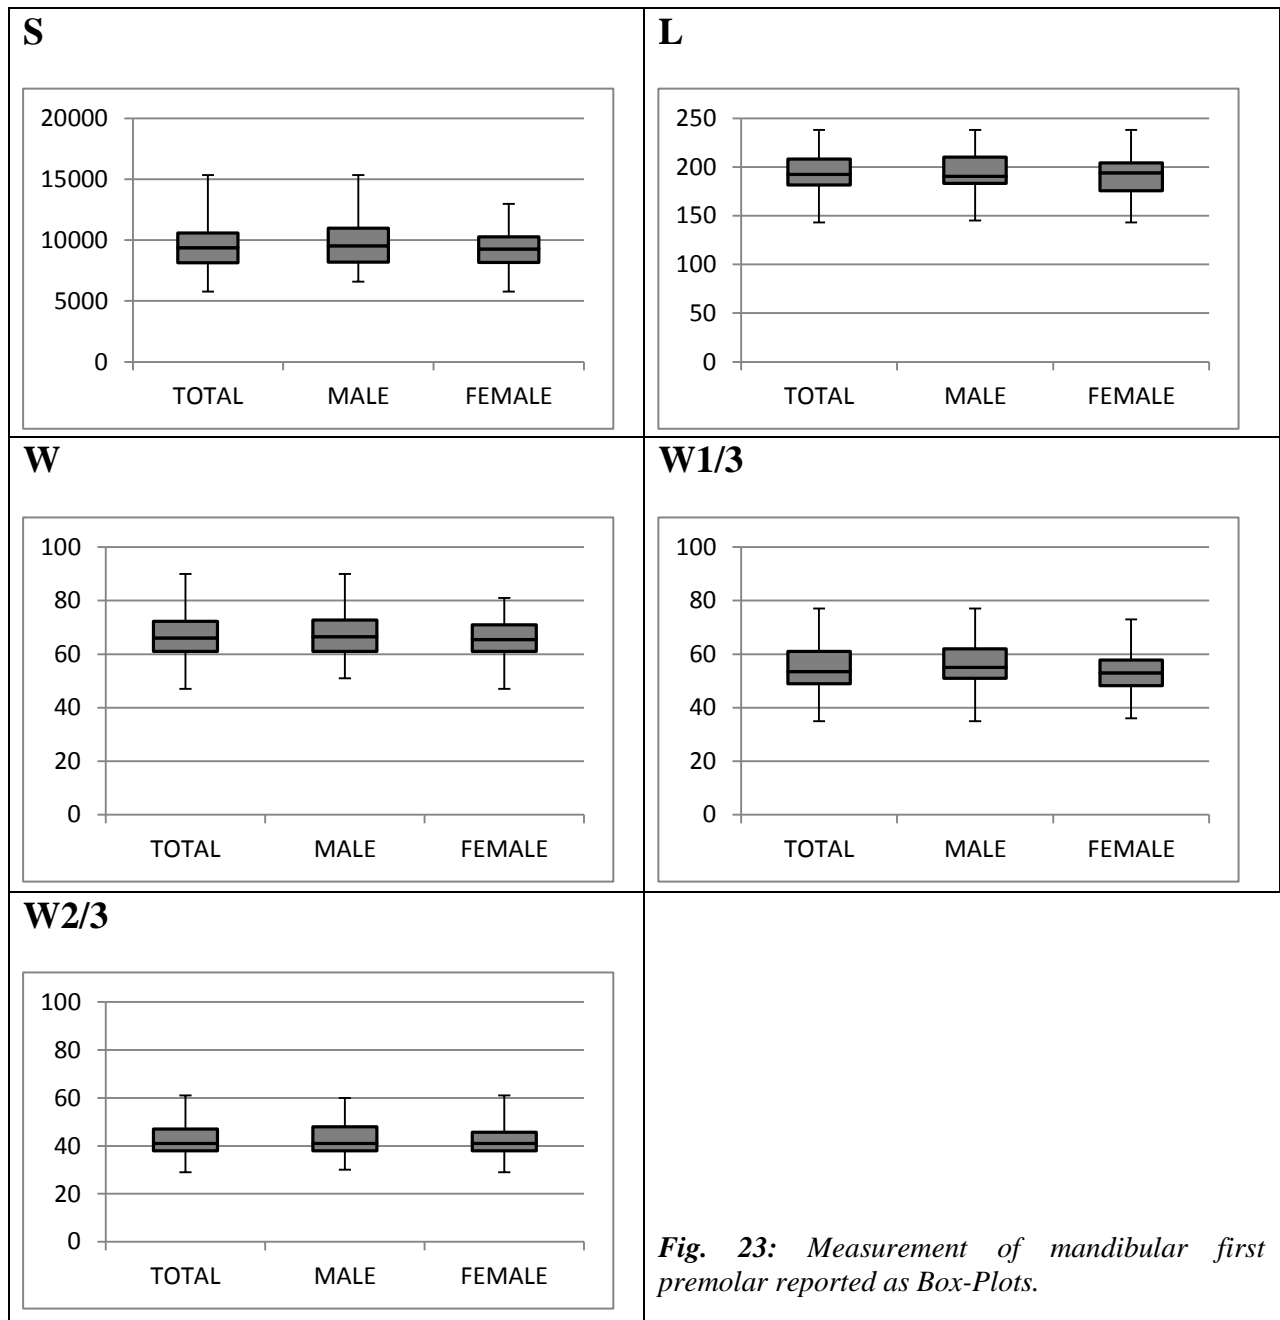 S
20000
15000
10000
5000
0
TOTAL MALE FEMALE
L
250
200
150
100
50
0
TOTAL MALE FEMALE
W
100
80
60
40
20
0
TOTAL MALE FEMALE
W1/3
100
80
60
40
20
0
TOTAL MALE FEMALE
W2/3
100
80
60
40
20
0
TOTAL MALE FEMALE
Fig. 23: Measurement of mandibular first
premolar reported as Box-Plots.